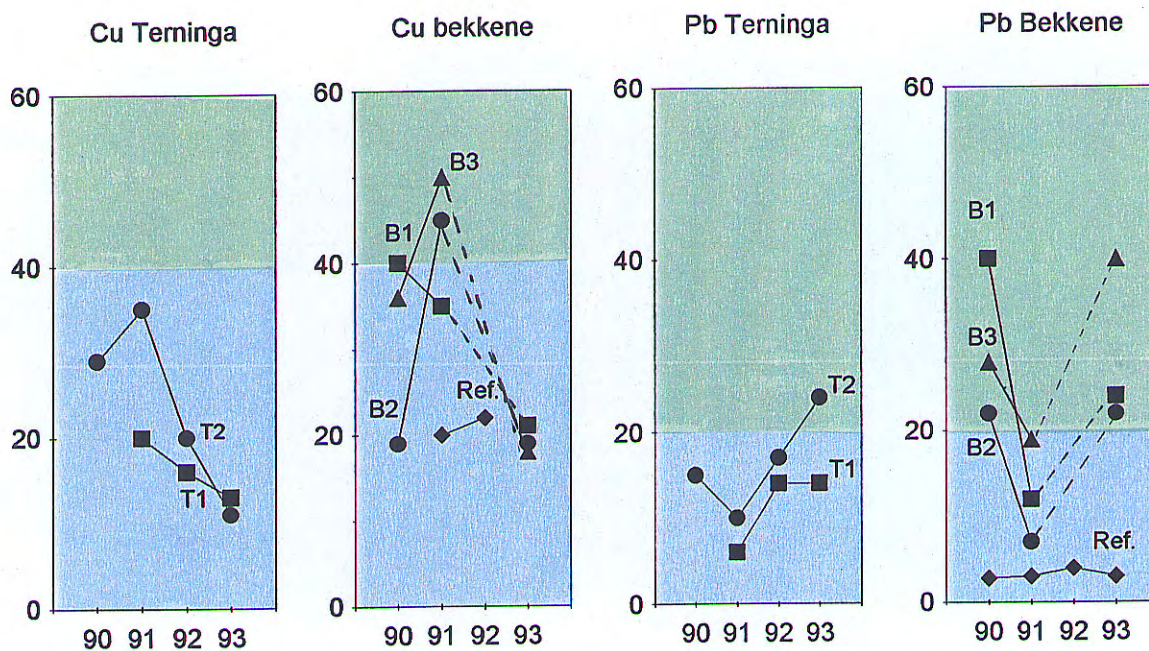 Cu Terninga
60
40
20
0
90 91 92 93
T2
T1
Cu bekkene
60
40
20
0
90 91 92 93
B3
B1
Ref.
B2
Pb Terninga
60
40
20
0
90 91 92 93
T2
T1
Pb Bekkene
60
40
20
0
90 91 92 93
B1
B3
B2
Ref.